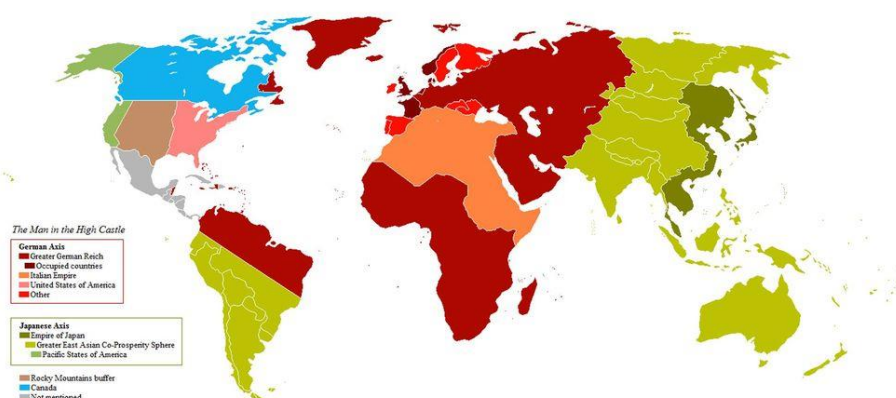 The Man in the High Castle
German Axis
Greater German Reich
Occupied countries
Italian Empire
United States of America
Other
Japanese Axis
Empire of Japan
Greater East Asian Co-Prosperity Sphere
Pacific States of America
Rocky Mountains buffer
Canada
Not mentioned